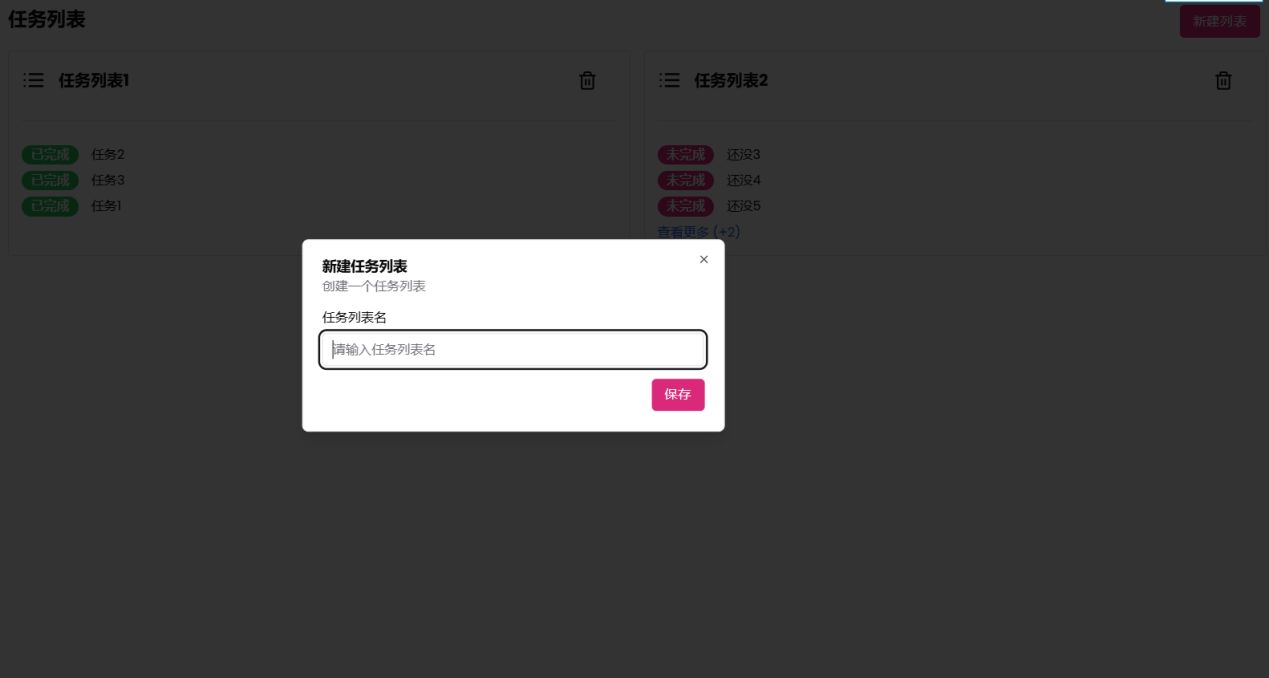 任务列表
新建列表
任务列表1
已完成 任务2
已完成 任务3
已完成 任务1
任务列表2
未完成 还没3
未完成 还没4
未完成 还没5
查看更多 (+2)
新建任务列表
创建一个任务列表
任务列表名
请输入任务列表名
保存